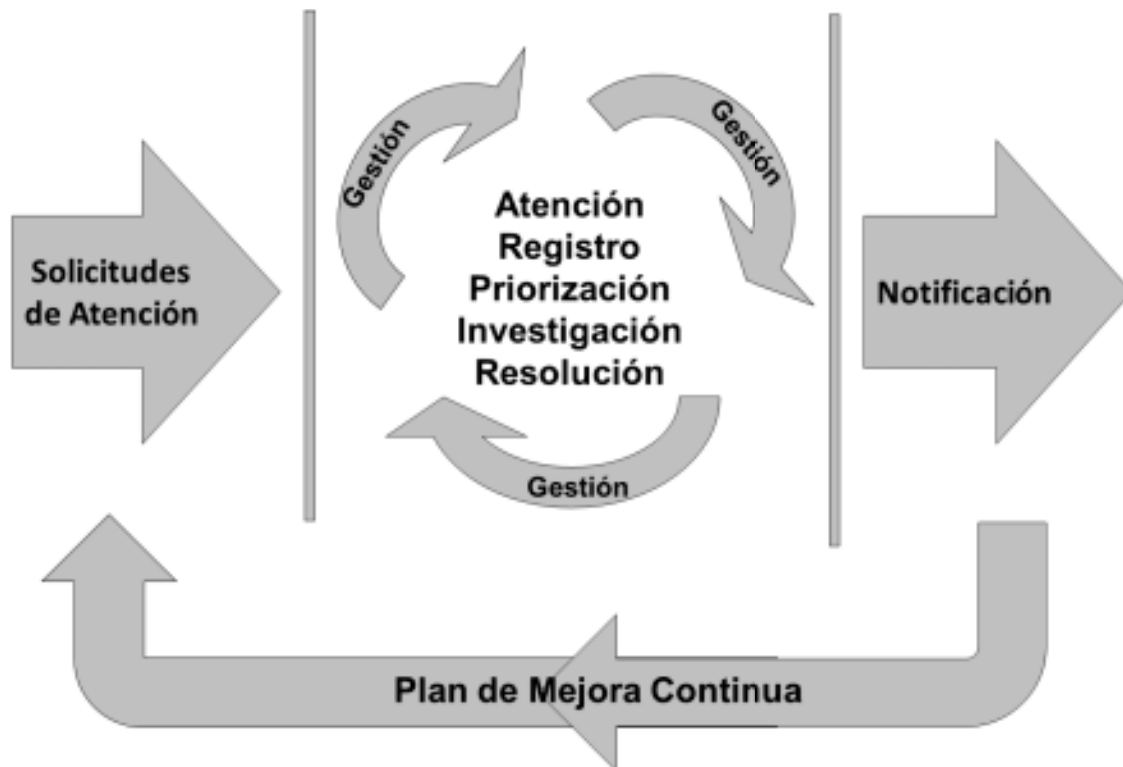 Gestión
Gestión
Atención
Registro
Priorización
Investigación
Resolución
Solicitudes
de Atención
Notificación
Gestión
Plan de Mejora Continua